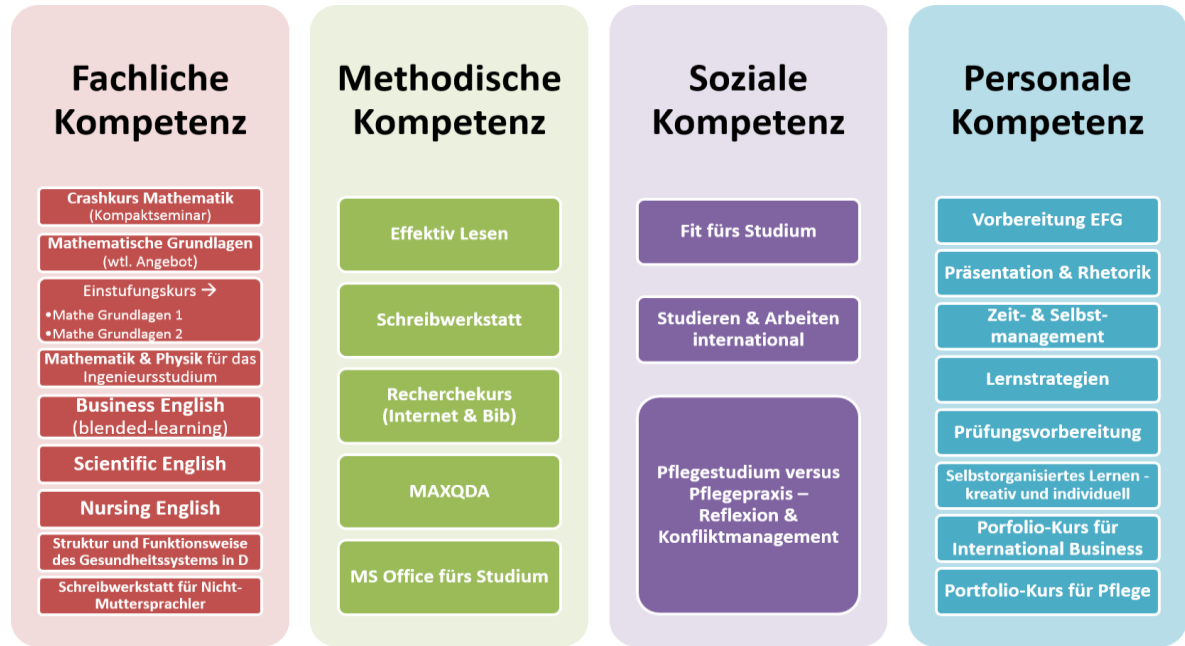 Fachliche
Kompetenz
Crashkurs Mathematik
(Kompaktseminar)
Mathematische Grundlagen
(wtl. Angebot)
Einstufungskurs →
•Mathe Grundlagen 1
•Mathe Grundlagen 2
Mathematik & Physik für das
Ingenieursstudium
Business English
(blended-learning)
Scientific English
Nursing English
Struktur und Funktionsweise
des Gesundheitssystems in D
Schreibwerkstatt für Nicht-
Muttersprachler
Methodische
Kompetenz
Effektiv Lesen
Schreibwerkstatt
Recherchekurs
(Internet & Bib)
MAXQDA
MS Office fürs Studium
Soziale
Kompetenz
Fit fürs Studium
Studieren & Arbeiten
international
Pflegestudium versus
Pflegepraxis –
Reflexion &
Konfliktmanagement
Personale
Kompetenz
Vorbereitung EFG
Präsentation & Rhetorik
Zeit- & Selbst-
management
Lernstrategien
Prüfungsvorbereitung
Selbstorganisiertes Lernen -
kreativ und individuell
Porfolio-Kurs für
International Business
Portfolio-Kurs für Pflege